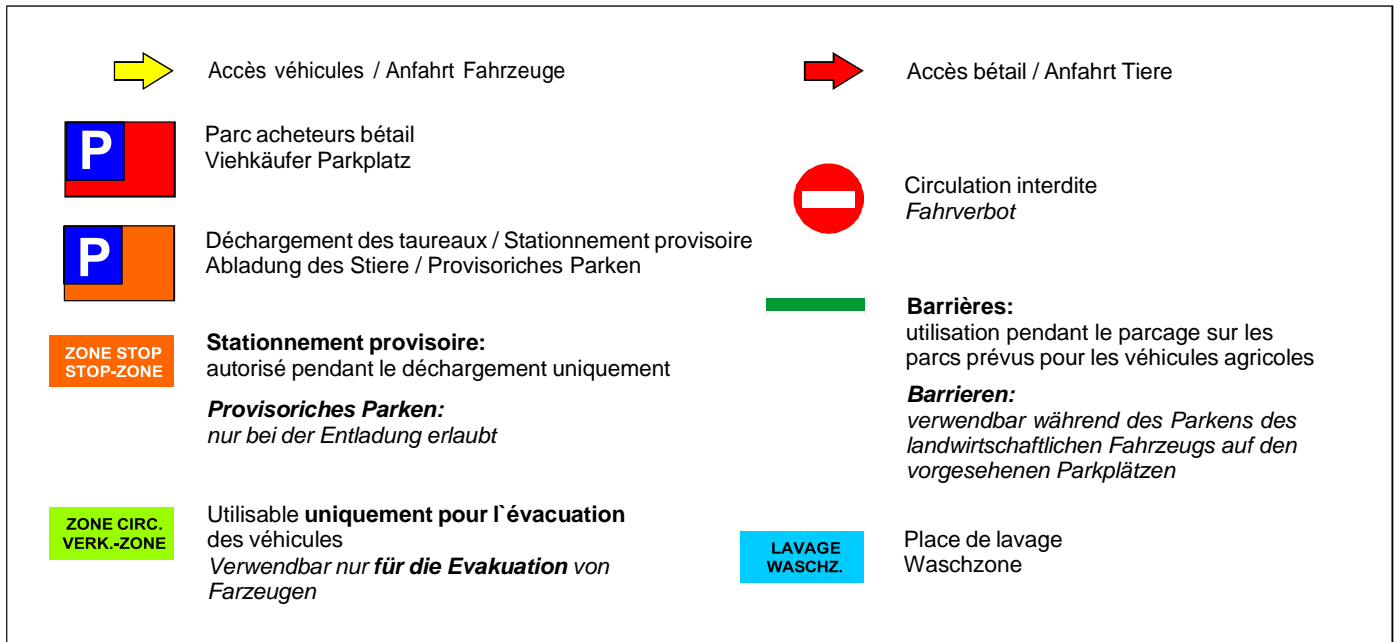 Accès véhicules / Anfahrt Fahrzeuge
P
Parc acheteurs bétail
Viehkäufer Parkplatz
P
Déchargement des taureaux / Stationnement provisoire
Abladung des Stiere / Provisoriches Parken
ZONE STOP
STOP-ZONE
Stationnement provisoire:
autorisé pendant le déchargement uniquement
Provisoriches Parken:
nur bei der Entladung erlaubt
ZONE CIRC.
VERK.-ZONE
Utilisable uniquement pour l`évacuation
des véhicules
Verwendbar nur für die Evakuation von
Farzeugen
Accès bétail / Anfahrt Tiere
Circulation interdite
Fahrverbot
Barrières:
utilisation pendant le parcage sur les
parcs prévus pour les véhicules agricoles
Barrieren:
verwendbar während des Parkens des
landwirtschaftlichen Fahrzeugs auf den
vorgesehenen Parkplätzen
LAVAGE
WASCHZ.
Place de lavage
Waschzone